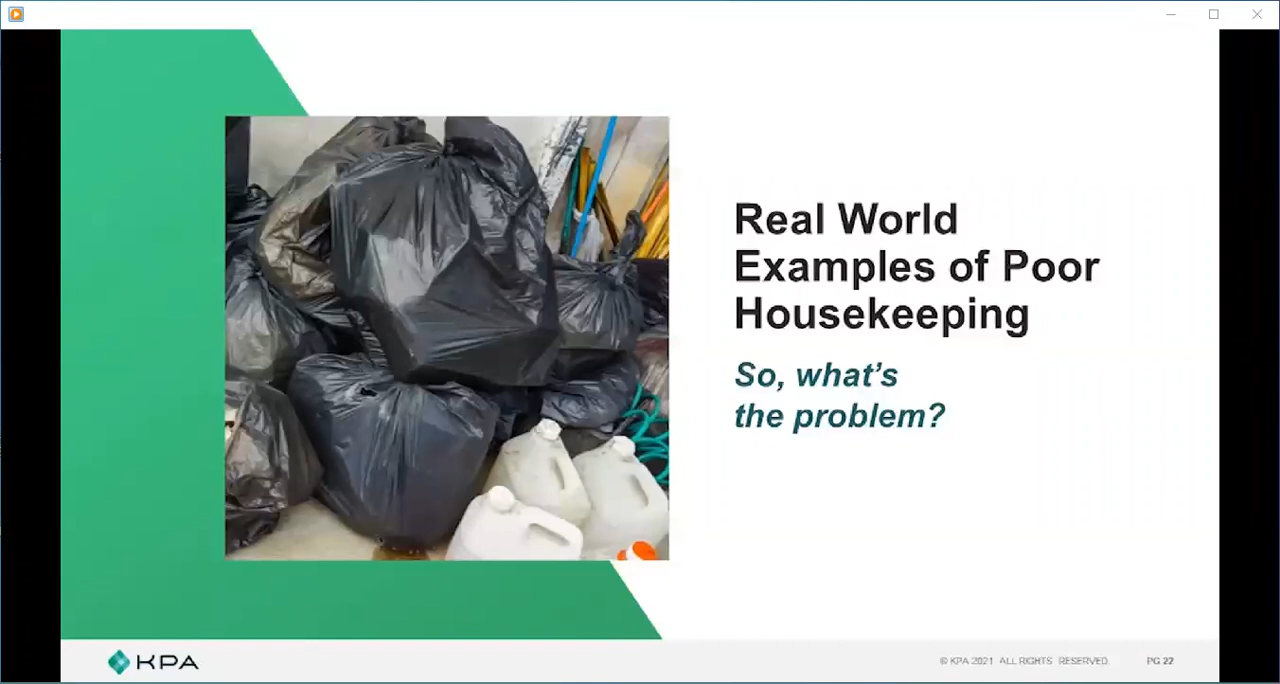 Real World
Examples of Poor
Housekeeping
So, what's
the problem?
KPA
© KPA 2021 ALL RIGHTS RESERVED.
PG 22